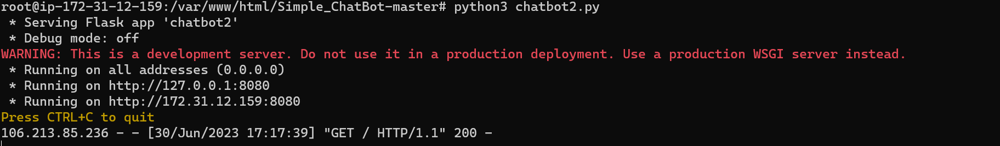 root@ip-172-31-12-159:/var/www/html/Simple_ChatBot-master# python3 chatbot2.py
 * Serving Flask app 'chatbot2'
 * Debug mode: off
WARNING: This is a development server. Do not use it in a production deployment. Use a production WSGI server instead.
 * Running on all addresses (0.0.0.0)
 * Running on http://127.0.0.1:8080
 * Running on http://172.31.12.159:8080
Press CTRL+C to quit
106.213.85.236 - - [30/Jun/2023 17:17:39] "GET / HTTP/1.1" 200 -